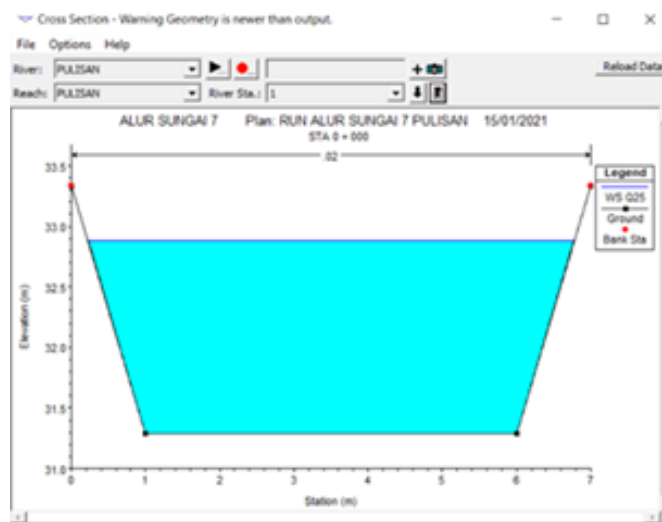 Cross Section - Warning Geometry is newer than output.
File Options Help
River: PULISAN
Reload Data
Reach: PULISAN River Sta.: 1
ALUR SUNGAI 7 Plan: RUN ALUR SUNGAI 7 PULISAN 15/01/2021
STA 0 + 000
.02
Legend
WS Q25
Ground
Bank Sta
33.5
33.0
32.5
32.0
31.5
31.0
Elevation (m)
0 1 2 3 4 5 6 7
Station (m)